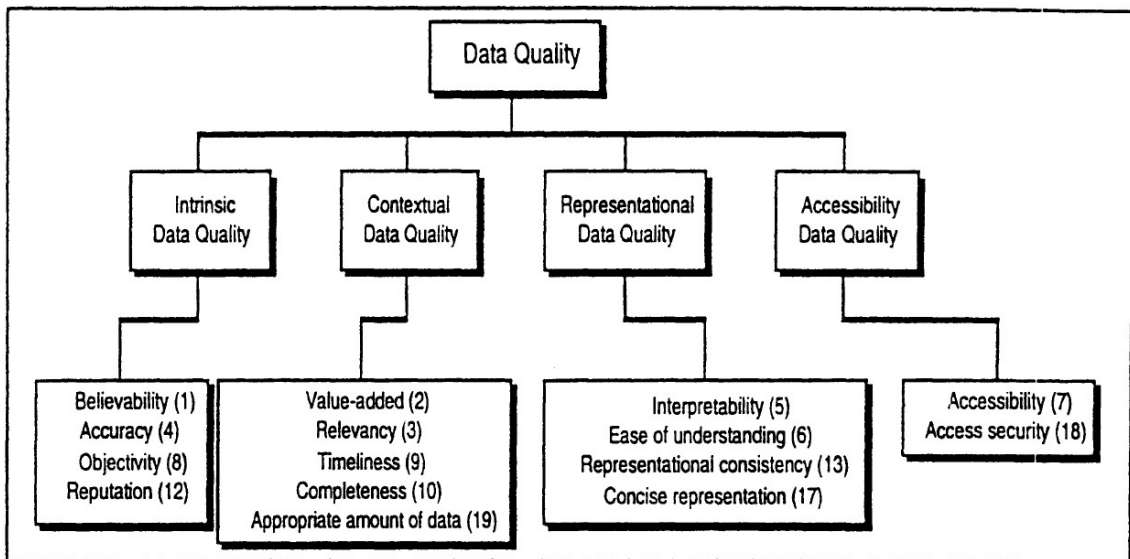 Data Quality
Intrinsic
Data Quality
Contextual
Data Quality
Representational
Data Quality
Accessibility
Data Quality
Believability (1)
Accuracy (4)
Objectivity (8)
Reputation (12)
Value-added (2)
Relevancy (3)
Timeliness (9)
Completeness (10)
Appropriate amount of data (19)
Interpretability (5)
Ease of understanding (6)
Representational consistency (13)
Concise representation (17)
Accessibility (7)
Access security (18)